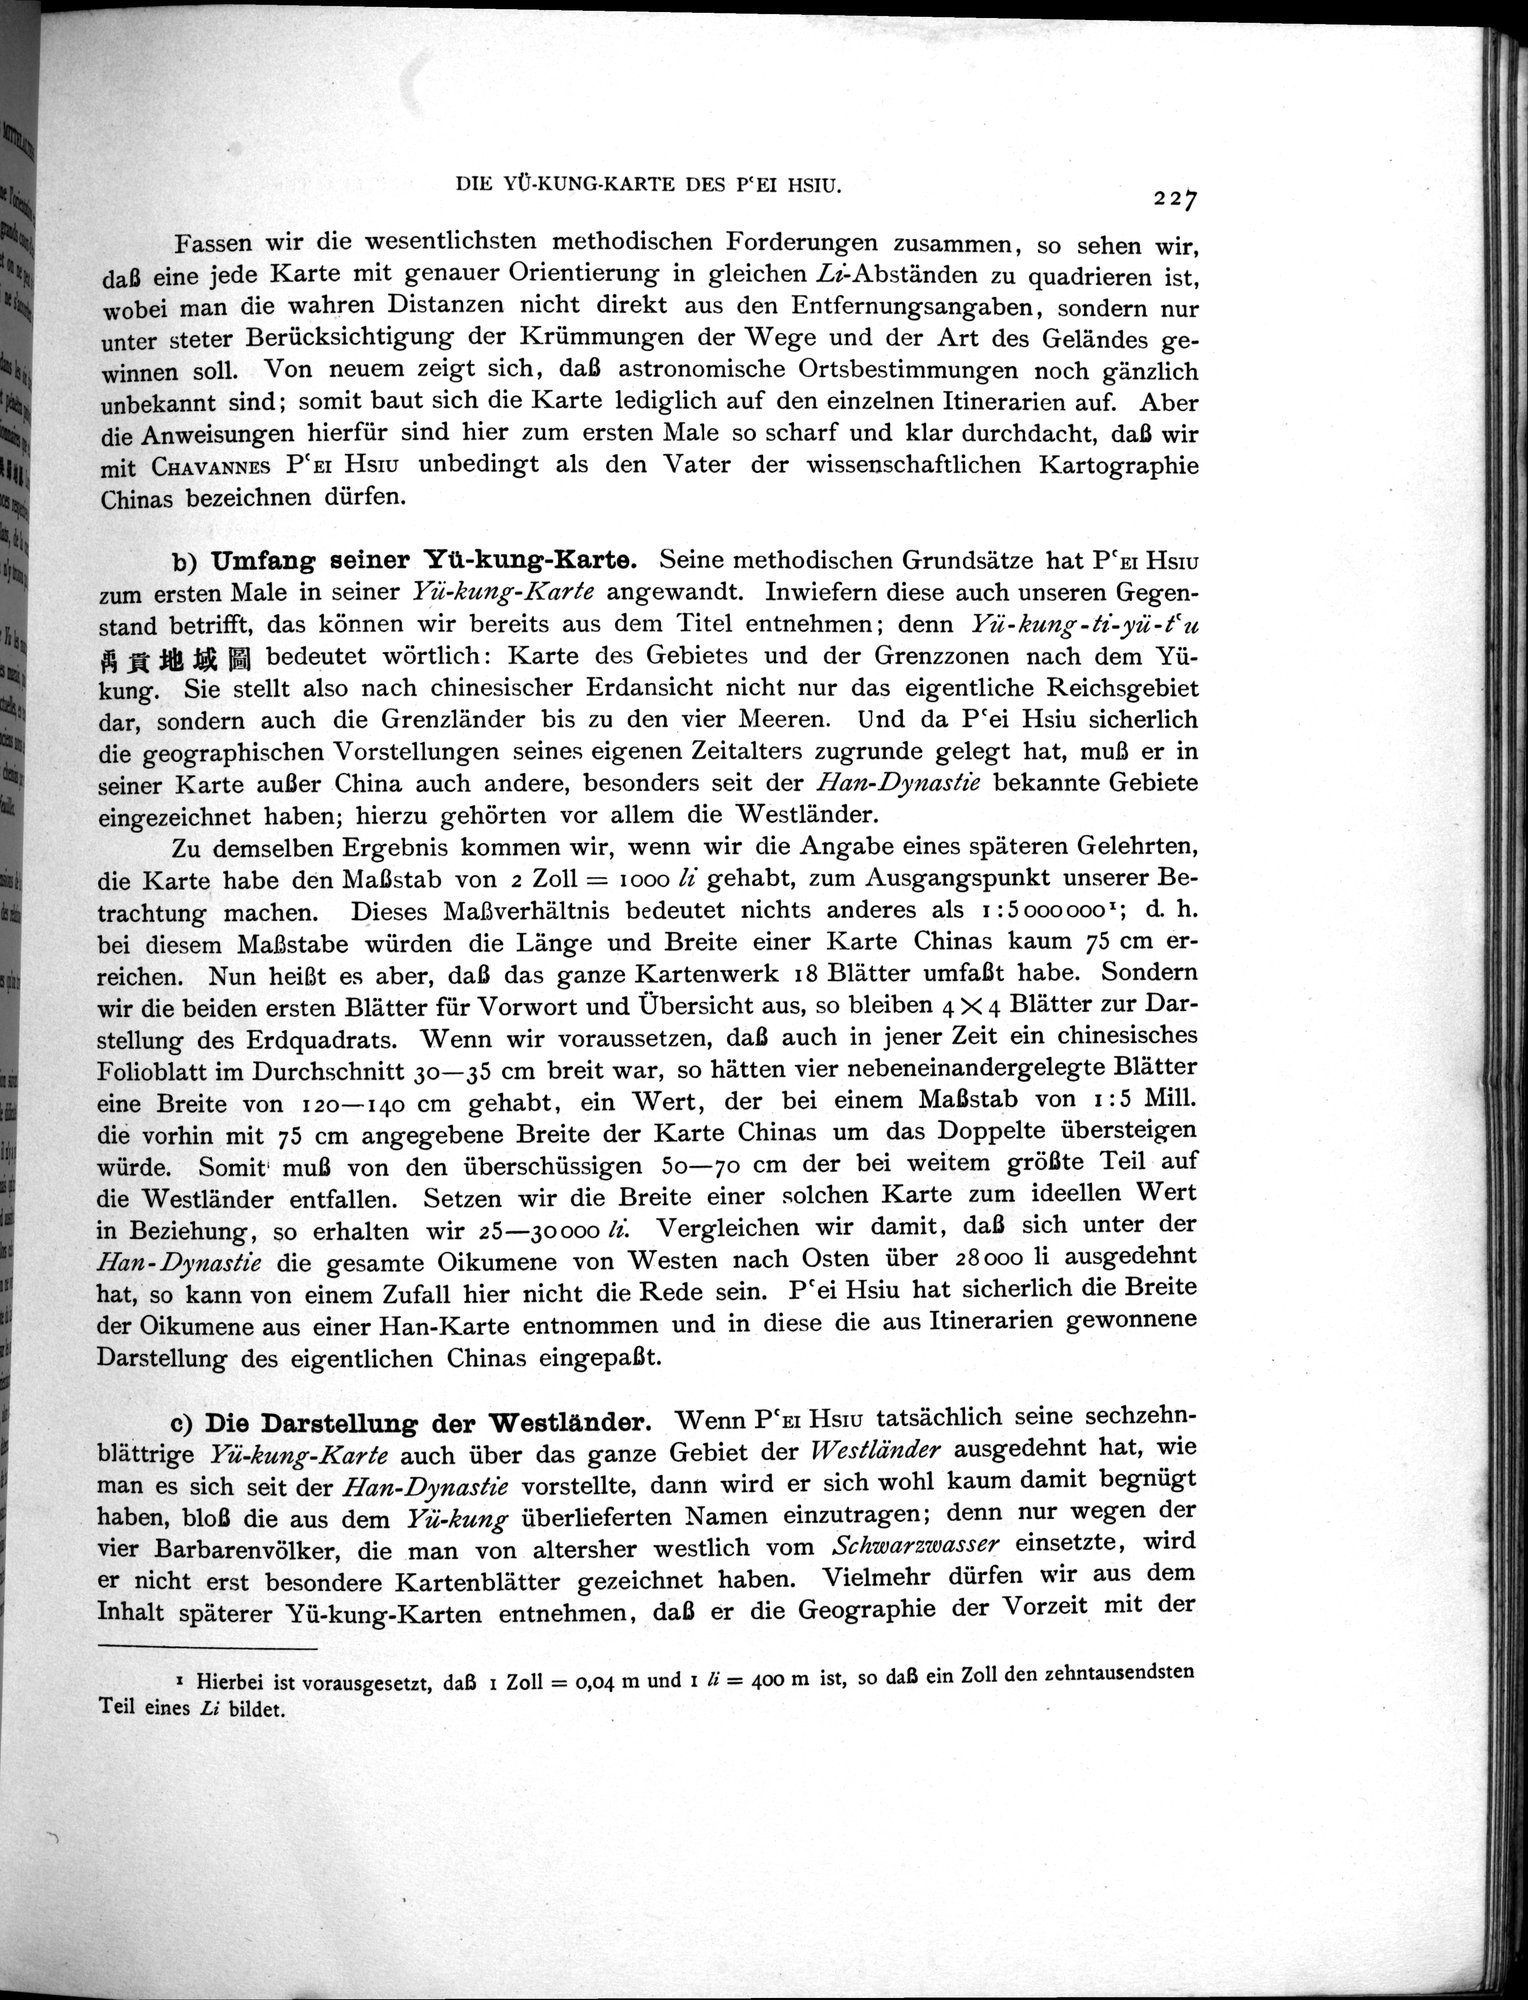 DIE YÜ-KUNG-KARTE DES PʿEI HSIU.
227
Fassen wir die wesentlichsten methodischen Forderungen zusammen, so sehen wir,
daß eine jede Karte mit genauer Orientierung in gleichen Li-Abständen zu quadrieren ist,
wobei man die wahren Distanzen nicht direkt aus den Entfernungsangaben, sondern nur
unter steter Berücksichtigung der Krümmungen der Wege und der Art des Geländes ge-
winnen soll. Von neuem zeigt sich, daß astronomische Ortsbestimmungen noch gänzlich
unbekannt sind; somit baut sich die Karte lediglich auf den einzelnen Itinerarien auf. Aber
die Anweisungen hierfür sind hier zum ersten Male so scharf und klar durchdacht, daß wir
mit CHAVANNES PʿEI HSIU unbedingt als den Vater der wissenschaftlichen Kartographie
Chinas bezeichnen dürfen.
b) Umfang seiner Yü-kung-Karte. Seine methodischen Grundsätze hat PʿEI HSIU
zum ersten Male in seiner Yü-kung-Karte angewandt. Inwiefern diese auch unseren Gegen-
stand betrifft, das können wir bereits aus dem Titel entnehmen; denn Yü-kung-ti-yü-tʿu
禹貢地域圖 bedeutet wörtlich: Karte des Gebietes und der Grenzzonen nach dem Yü-
kung. Sie stellt also nach chinesischer Erdansicht nicht nur das eigentliche Reichsgebiet
dar, sondern auch die Grenzländer bis zu den vier Meeren. Und da Pʿei Hsiu sicherlich
die geographischen Vorstellungen seines eigenen Zeitalters zugrunde gelegt hat, muß er in
seiner Karte außer China auch andere, besonders seit der Han-Dynastie bekannte Gebiete
eingezeichnet haben; hierzu gehörten vor allem die Westländer.
Zu demselben Ergebnis kommen wir, wenn wir die Angabe eines späteren Gelehrten,
die Karte habe den Maßstab von 2 Zoll = 1000 li gehabt, zum Ausgangspunkt unserer Be-
trachtung machen. Dieses Maßverhältnis bedeutet nichts anderes als 1:5 000 000¹; d. h.
bei diesem Maßstabe würden die Länge und Breite einer Karte Chinas kaum 75 cm er-
reichen. Nun heißt es aber, daß das ganze Kartenwerk 18 Blätter umfaßt habe. Sondern
wir die beiden ersten Blätter für Vorwort und Übersicht aus, so bleiben 4 × 4 Blätter zur Dar-
stellung des Erdquadrats. Wenn wir voraussetzen, daß auch in jener Zeit ein chinesisches
Folioblatt im Durchschnitt 30—35 cm breit war, so hätten vier nebeneinandergelegte Blätter
eine Breite von 120—140 cm gehabt, ein Wert, der bei einem Maßstab von 1:5 Mill.
die vorhin mit 75 cm angegebene Breite der Karte Chinas um das Doppelte übersteigen
würde. Somit muß von den überschüssigen 50—70 cm der bei weitem größte Teil auf
die Westländer entfallen. Setzen wir die Breite einer solchen Karte zum ideellen Wert
in Beziehung, so erhalten wir 25—30 000 li. Vergleichen wir damit, daß sich unter der
Han-Dynastie die gesamte Oikumene von Westen nach Osten über 28 000 li ausgedehnt
hat, so kann von einem Zufall hier nicht die Rede sein. Pʿei Hsiu hat sicherlich die Breite
der Oikumene aus einer Han-Karte entnommen und in diese die aus Itinerarien gewonnene
Darstellung des eigentlichen Chinas eingepaßt.
c) Die Darstellung der Westländer. Wenn PʿEI HSIU tatsächlich seine sechzehn-
blättrige Yü-kung-Karte auch über das ganze Gebiet der Westländer ausgedehnt hat, wie
man es sich seit der Han-Dynastie vorstellte, dann wird er sich wohl kaum damit begnügt
haben, bloß die aus dem Yü-kung überlieferten Namen einzutragen; denn nur wegen der
vier Barbarenvölker, die man von altersher westlich vom Schwarzwasser einsetzte, wird
er nicht erst besondere Kartenblätter gezeichnet haben. Vielmehr dürfen wir aus dem
Inhalt späterer Yü-kung-Karten entnehmen, daß er die Geographie der Vorzeit mit der
¹ Hierbei ist vorausgesetzt, daß 1 Zoll = 0,04 m und 1 li = 400 m ist, so daß ein Zoll den zehntausendsten
Teil eines Li bildet.